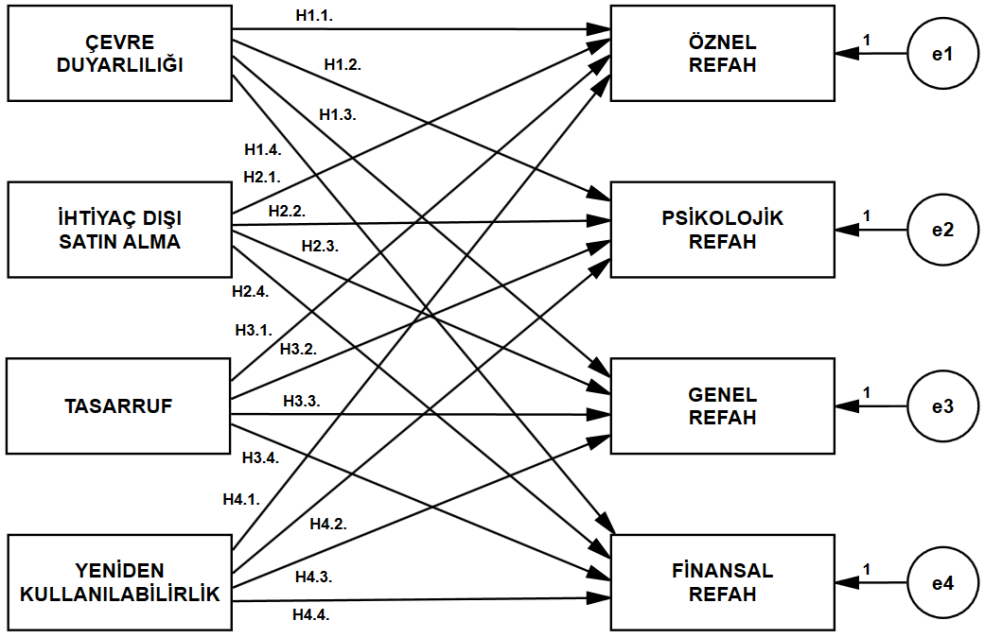 ÇEVRE
DUYARLILIĞI
H1.1.
ÖZNEL
REFAH
1
e1
H1.2.
H1.3.
H1.4.
H2.1.
İHTİYAÇ DIŞI
SATIN ALMA
H2.2.
PSİKOLOJİK
REFAH
1
e2
H2.3.
H2.4.
H3.1.
H3.2.
TASARRUF
H3.3.
GENEL
REFAH
1
e3
H3.4.
H4.1.
H4.2.
YENİDEN
KULLANILABİLİRLİK
H4.3.
H4.4.
FİNANSAL
REFAH
1
e4